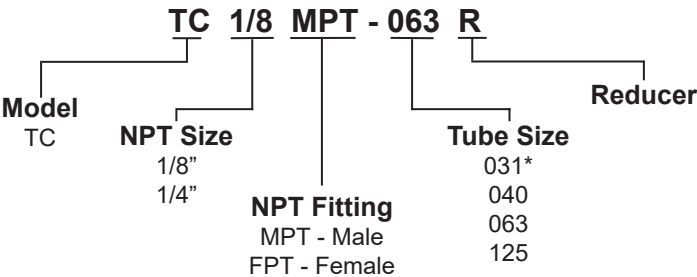 TC 1/8 MPT - 063 R
Model
TC
NPT Size
1/8”
1/4”
NPT Fitting
MPT - Male
FPT - Female
Tube Size
031*
040
063
125
Reducer